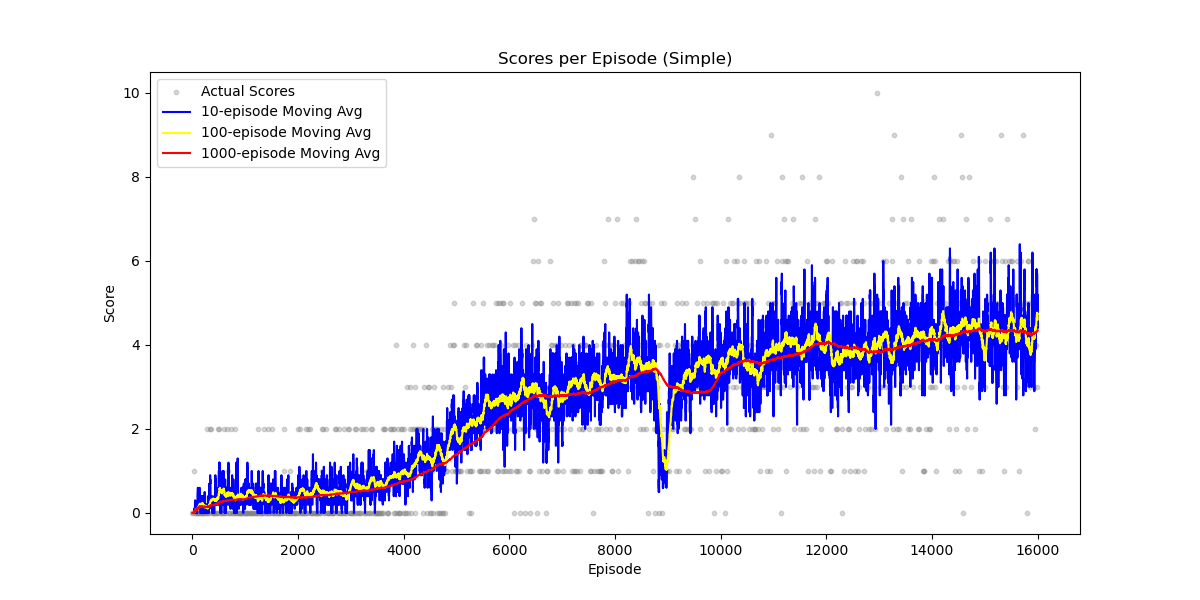 Scores per Episode (Simple)
Actual Scores
10-episode Moving Avg
100-episode Moving Avg
1000-episode Moving Avg
10
8
6
4
2
0
Score
0 2000 4000 6000 8000 10000 12000 14000 16000
Episode